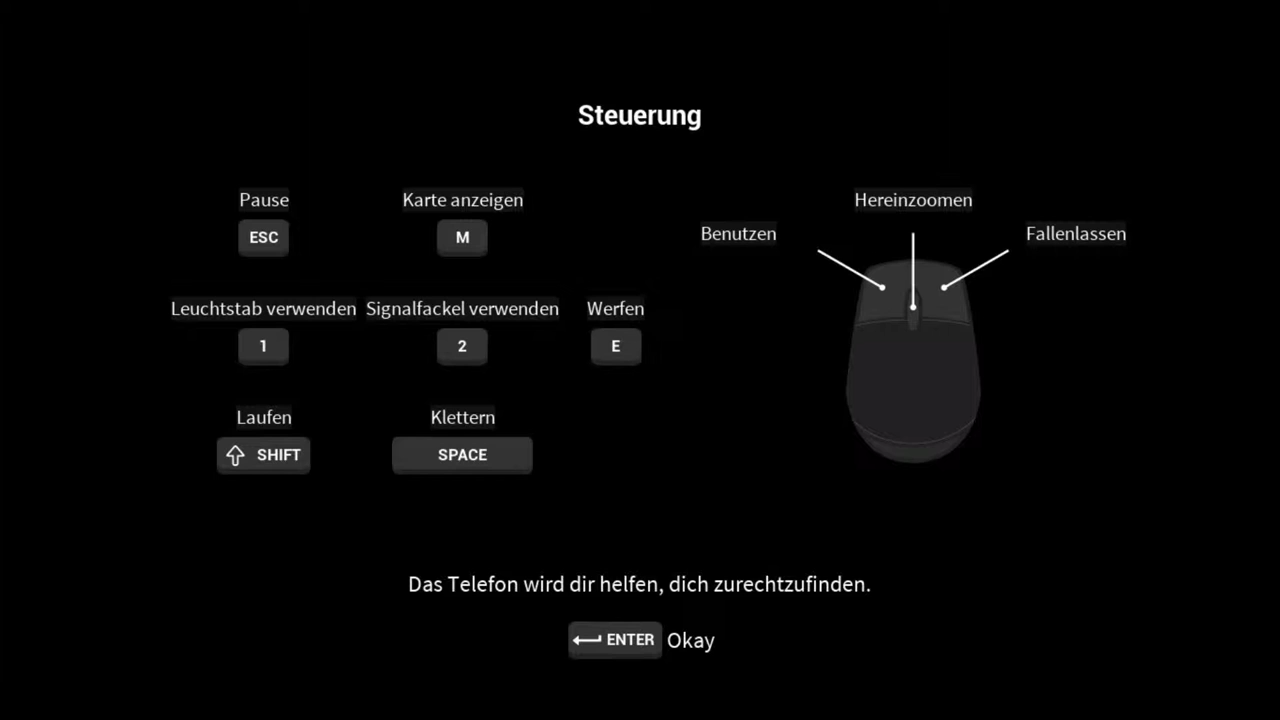 Steuerung
Pause
Karte anzeigen
ESC
M
Leuchtstab verwenden
Signalfackel verwenden
Werfen
1
2
E
Laufen
Klettern
SHIFT
SPACE
Hereinzoomen
Benutzen
Fallenlassen
Das Telefon wird dir helfen, dich zurechtzufinden.
ENTER Okay